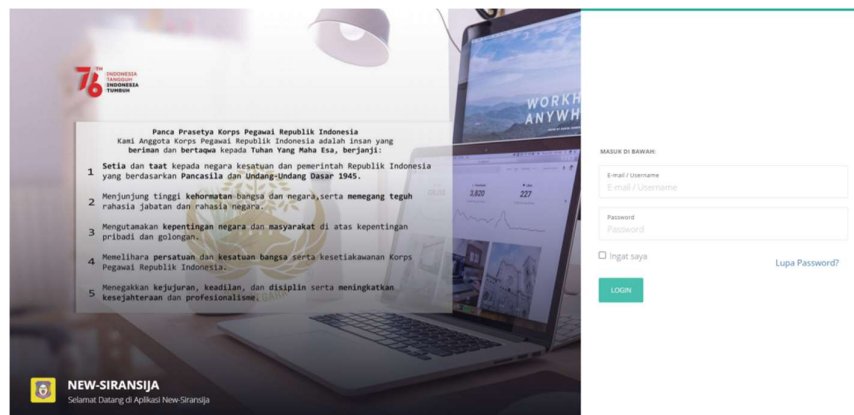 76TH
INDONESIA
TANGGUH
INDONESIA
TUMBUH
Panca Prasetya Korps Pegawai Republik Indonesia
Kami Anggota Korps Pegawai Republik Indonesia adalah insan yang
beriman dan bertaqwa kepada Tuhan Yang Maha Esa, berjanji:
1 Setia dan taat kepada negara kesatuan dan pemerintah Republik Indonesia
yang berdasarkan Pancasila dan Undang-Undang Dasar 1945.
2 Menjunjung tinggi kehormatan bangsa dan negara,serta memegang teguh
rahasia jabatan dan rahasia negara.
3 Mengutamakan kepentingan negara dan masyarakat di atas kepentingan
pribadi dan golongan.
4 Memelihara persatuan dan kesatuan bangsa serta kesetiakawanan Korps
Pegawai Republik Indonesia.
5 Menegakkan kejujuran, keadilan, dan disiplin serta meningkatkan
kesejahteraan dan profesionalisme.
WORKH
ANYWH
3,820
227
NEW-SIRANSIJA
Selamat Datang di Aplikasi New-Siransija
MASUK DI BAWAH:
E-mail / Username
E-mail / Username
Password
Password
Ingat saya
Lupa Password?
LOGIN